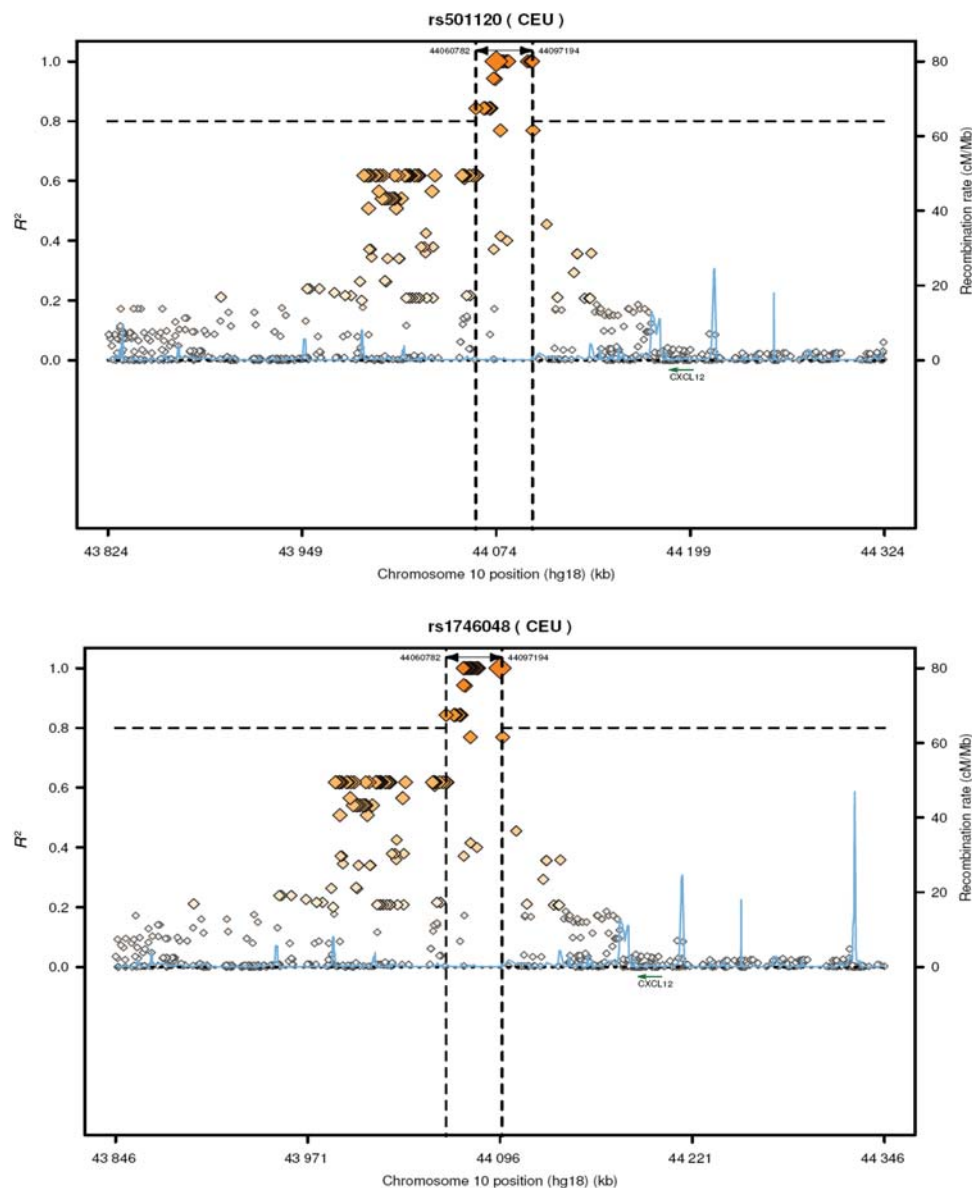 rs501120 ( CEU )
44060782 44097194
1.0 80
0.8
60
0.6
R² Recombination rate (cM/Mb)
40
0.4
20
0.2
0.0 0
CXCL12
43 824 43 949 44 074 44 199 44 324
Chromosome 10 position (hg18) (kb)
rs1746048 ( CEU )
44060782 44097194
1.0 80
0.8
60
0.6
R² Recombination rate (cM/Mb)
40
0.4
20
0.2
0.0 0
CXCL12
43 846 43 971 44 096 44 221 44 346
Chromosome 10 position (hg18) (kb)